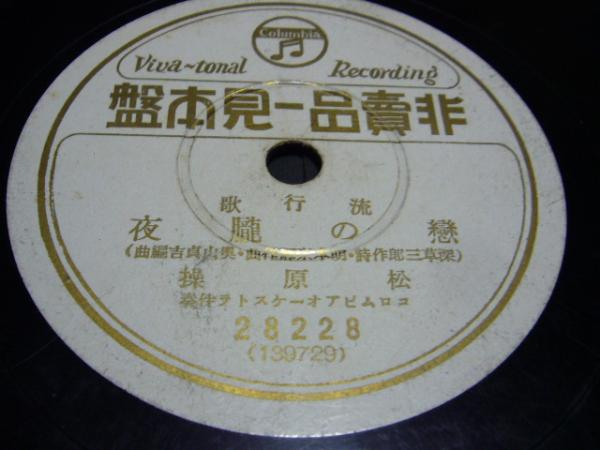 Columbia
Viva-tonal Recording
非賣品一見本盤
流行歌
戀の朧夜
(深草三郎作詩・明本京靜作曲・奥山貞吉編曲)
松原操
コロムビアオーケストラ伴奏
28228
(139729)